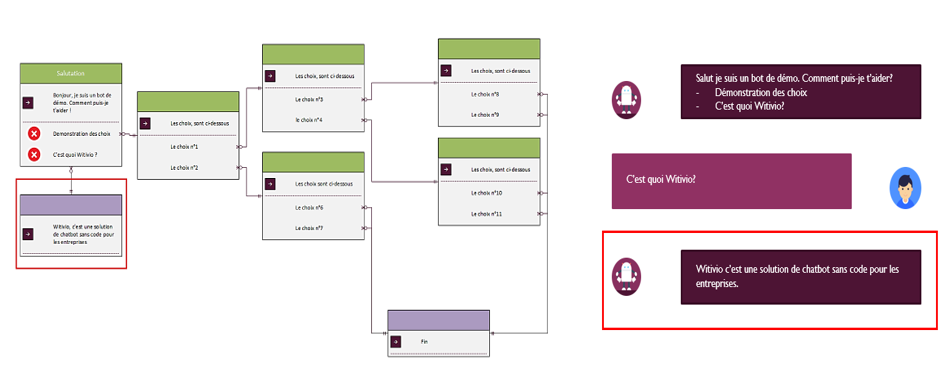 Salutation
Bonjour, je suis un bot de
démo. Comment puis-je
t'aider !
Démonstration des choix
C'est quoi Witivio ?
Witivio, c'est une solution
de chatbot sans code pour
les entreprises
Les choix, sont ci-dessous
Le choix n°1
Le choix n°2
Les choix, sont ci-dessous
Le choix n°3
le choix n°4
Les choix sont ci-dessous
Le choix n°6
Le choix n°7
Les choix, sont ci-dessous
Le choix n°8
Le choix n°9
Les choix, sont ci-dessous
Le choix n°10
Le choix n°11
Fin
Salut je suis un bot de démo. Comment puis-je t'aider?
- Démonstration des choix
- C'est quoi Witivio?
C'est quoi Witivio?
Witivio c'est une solution de chatbot sans code pour les
entreprises.